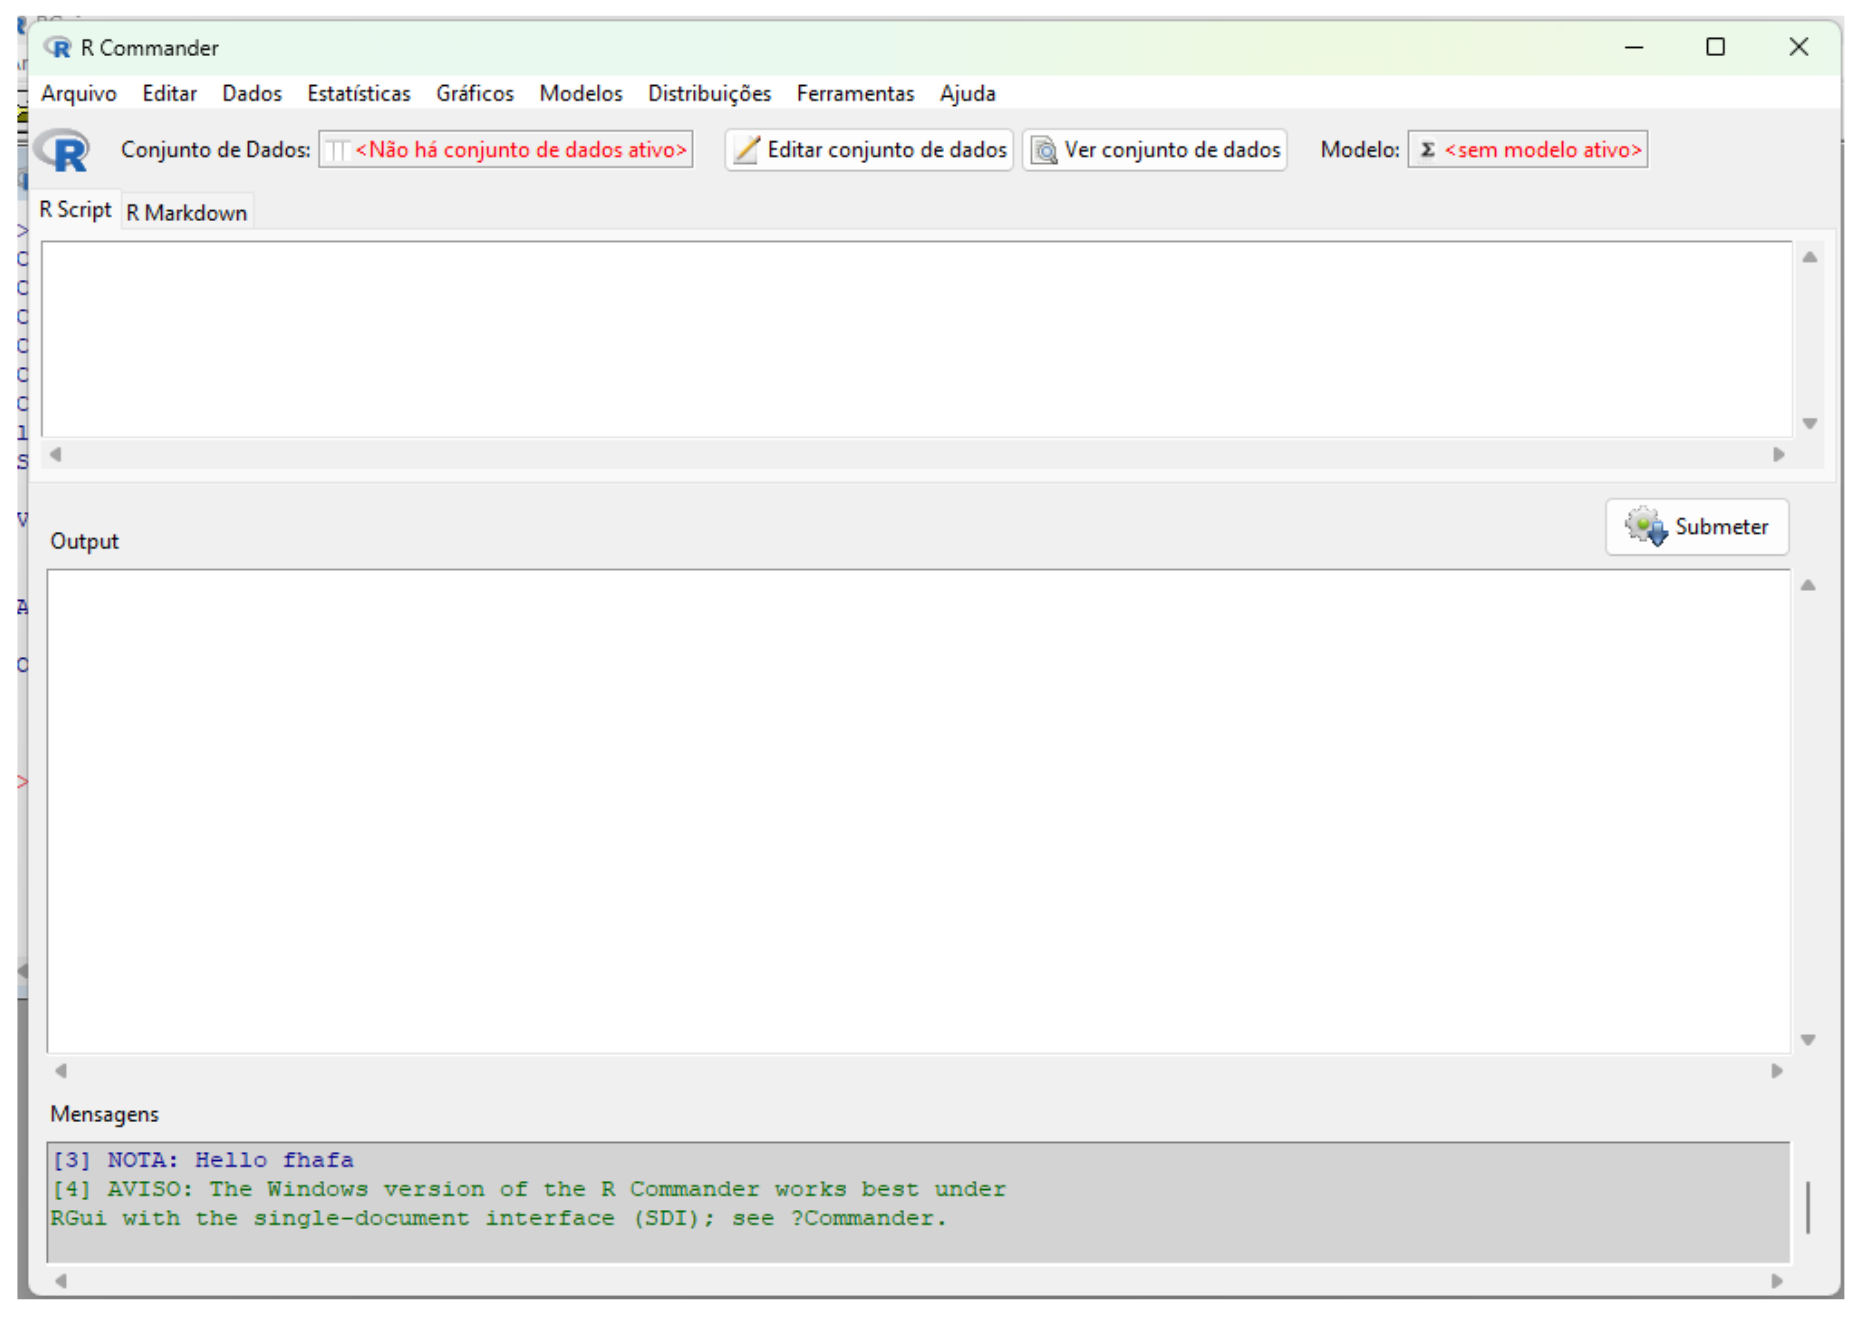 R Commander
Arquivo Editar Dados Estatísticas Gráficos Modelos Distribuições Ferramentas Ajuda
R Conjunto de Dados: <Não há conjunto de dados ativo> Editar conjunto de dados Ver conjunto de dados Modelo: Σ <sem modelo ativo>
R Script R Markdown
Submeter
Output
Mensagens
[3] NOTA: Hello fhafa
[4] AVISO: The Windows version of the R Commander works best under
RGui with the single-document interface (SDI); see ?Commander.